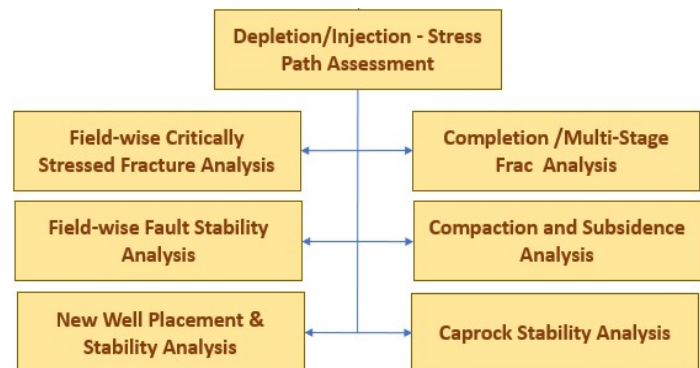 Depletion/Injection - Stress
Path Assessment
Field-wise Critically
Stressed Fracture Analysis
Completion /Multi-Stage
Frac Analysis
Field-wise Fault Stability
Analysis
Compaction and Subsidence
Analysis
New Well Placement &
Stability Analysis
Caprock Stability Analysis